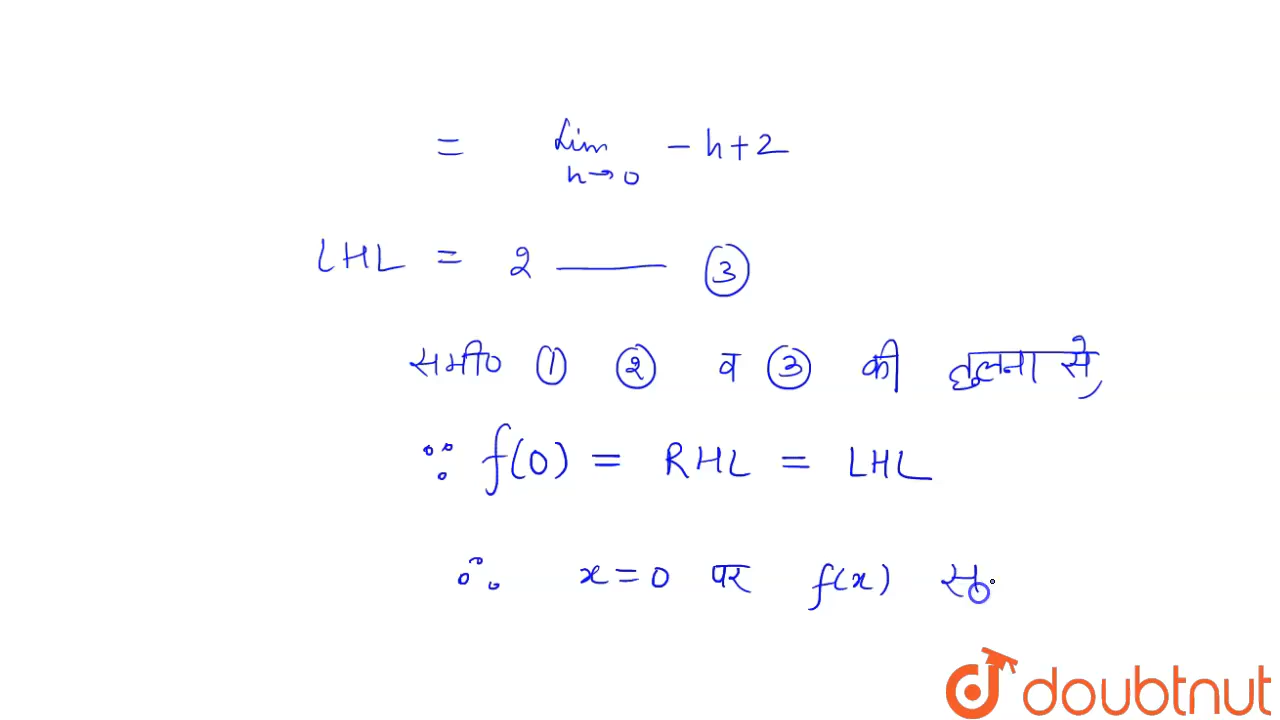 = Lim -h+2
h→0
LHL = 2 —— ③
समी० ① ② व ③ की तुलना से,
∵ f(0) = RHL = LHL
∴ x=0 पर f(x) स
doubtnut